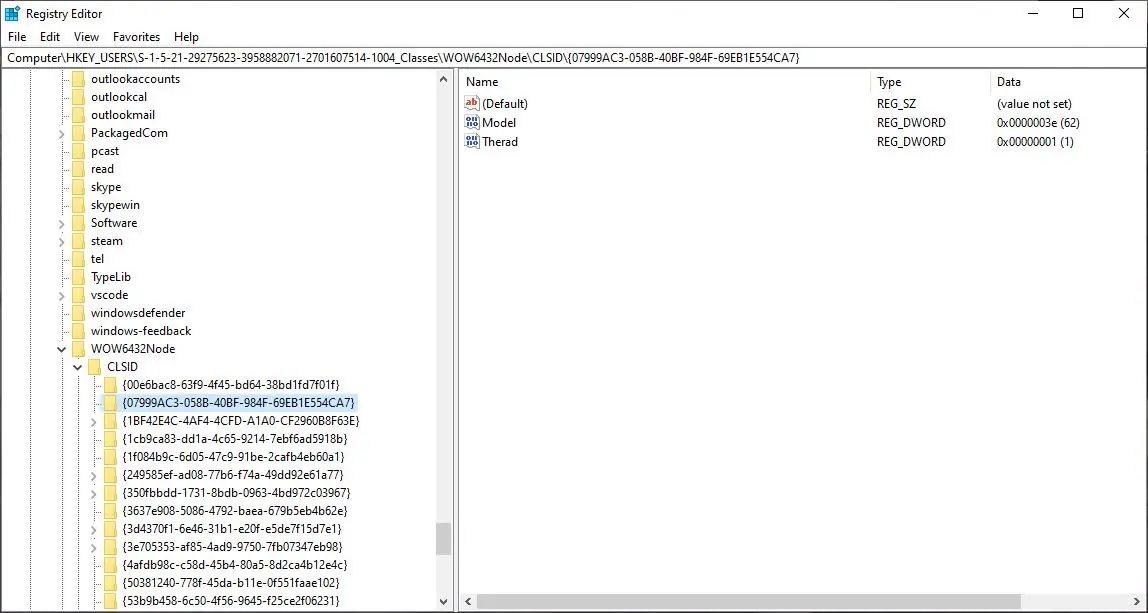 Registry Editor
File Edit View Favorites Help
Computer\HKEY_USERS\S-1-5-21-29275623-3958882071-2701607514-1004_Classes\WOW6432Node\CLSID\{07999AC3-058B-40BF-984F-69EB1E554CA7}
outlookaccounts
outlookcal
outlookmail
PackagedCom
pcast
read
skype
skypewin
Software
steam
tel
TypeLib
vscode
windowsdefender
windows-feedback
WOW6432Node
CLSID
{00e6bac8-63f9-4f45-bd64-38bd1fd7f01f}
{07999AC3-058B-40BF-984F-69EB1E554CA7}
{1BF42E4C-4AF4-4CFD-A1A0-CF2960B8F63E}
{1cb9ca83-dd1a-4c65-9214-7ebf6ad5918b}
{1f084b9c-6d05-47c9-91be-2cafb4eb60a1}
{249585ef-ad08-77b6-f74a-49dd92e61a77}
{350fbbdd-1731-8bdb-0963-4bd972c03967}
{3637e908-5086-4792-baea-679b5eb4b62e}
{3d4370f1-6e46-31b1-e20f-e5de7f15d7e1}
{3e705353-af85-4ad9-9750-7fb07347eb98}
{4afdb98c-c58d-45b4-80a5-8d2ca4b12e4c}
{50381240-778f-45da-b11e-0f551faae102}
{53b9b458-6c50-4f56-9645-f25ce2f06231}
Name Type Data
ab (Default) REG_SZ (value not set)
Model REG_DWORD 0x0000003e (62)
Therad REG_DWORD 0x00000001 (1)